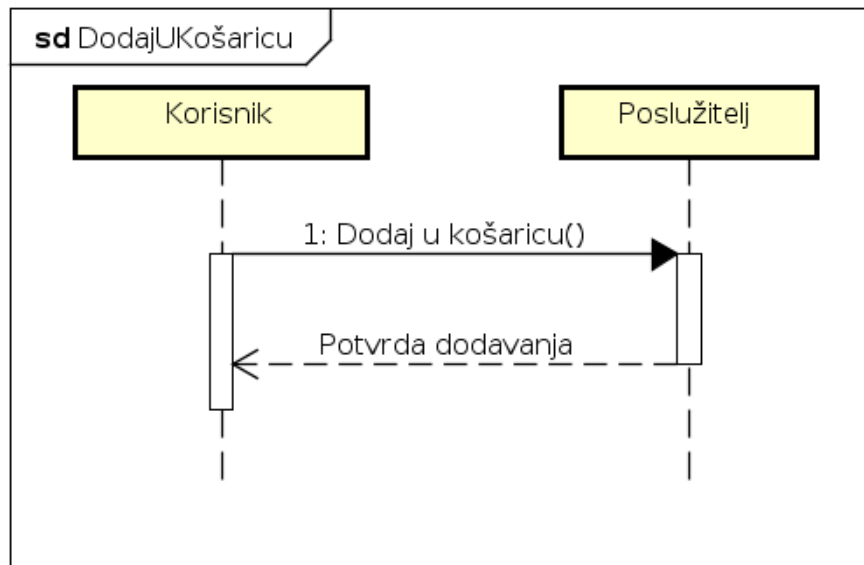 sd DodajUKošaricu
Korisnik
Poslužitelj
1: Dodaj u košaricu()
Potvrda dodavanja